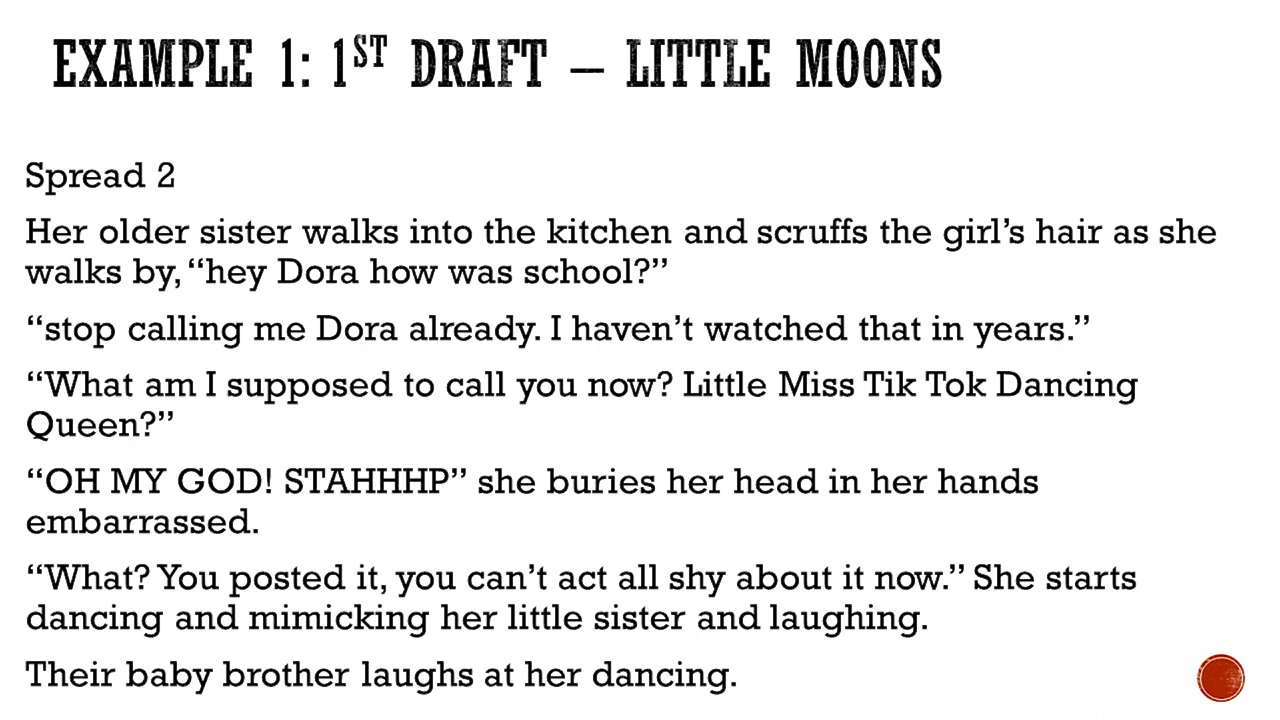 EXAMPLE 1: 1ST DRAFT – LITTLE MOONS
Spread 2
Her older sister walks into the kitchen and scruffs the girl’s hair as she
walks by, “hey Dora how was school?”
“stop calling me Dora already. I haven’t watched that in years.”
“What am I supposed to call you now? Little Miss Tik Tok Dancing
Queen?”
“OH MY GOD! STAHHHP” she buries her head in her hands
embarrassed.
“What? You posted it, you can’t act all shy about it now.” She starts
dancing and mimicking her little sister and laughing.
Their baby brother laughs at her dancing.